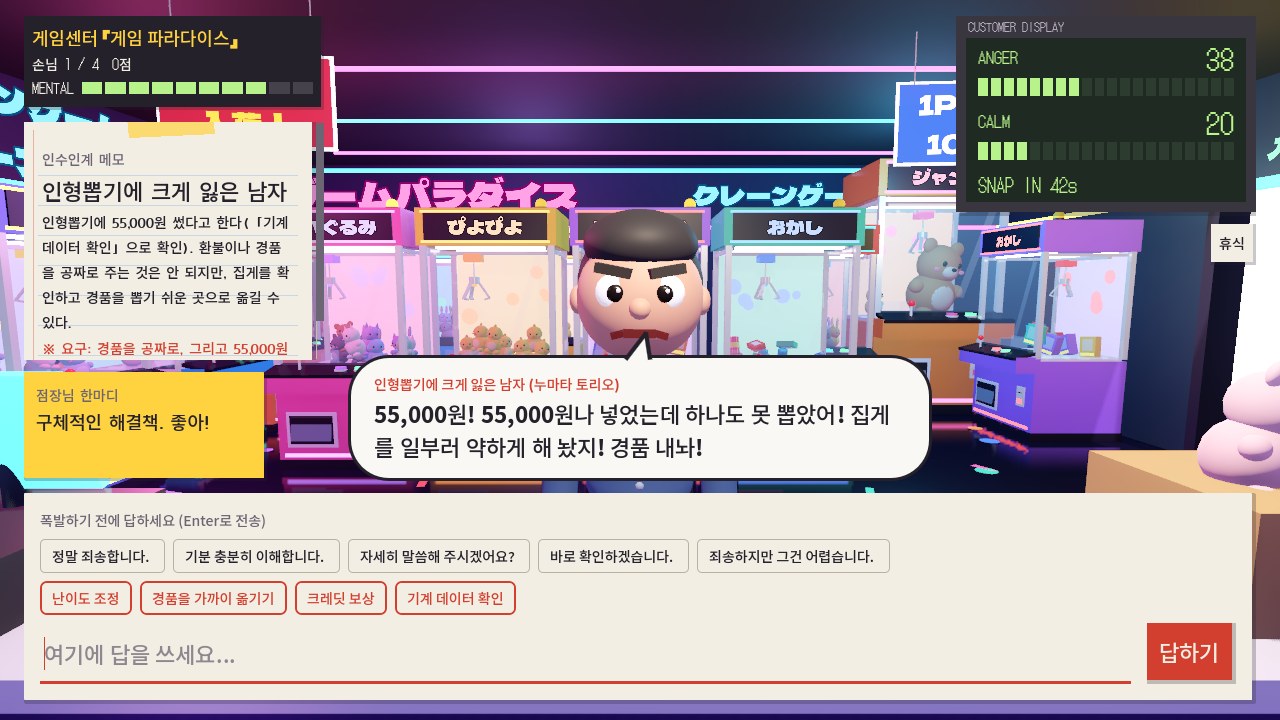 게임센터『게임 파라다이스』
손님 1 / 4 0점
MENTAL
CUSTOMER DISPLAY
ANGER 38
CALM 20
SNAP IN 42s
휴식
인수인계 메모
인형뽑기에 크게 잃은 남자
인형뽑기에 55,000원 썼다고 한다(「기계
데이터 확인」으로 확인). 환불이나 경품
을 공짜로 주는 것은 안 되지만, 집게를 확
인하고 경품을 뽑기 쉬운 곳으로 옮길 수
있다.
※ 요구: 경품을 공짜로, 그리고 55,000원
1P
10
ームパラダイス
クレーンゲー
ジャン
ぐるみ
ぴよぴよ
おかし
おかし
점장님 한마디
구체적인 해결책. 좋아!
인형뽑기에 크게 잃은 남자 (누마타 토리오)
55,000원! 55,000원나 넣었는데 하나도 못 뽑았어! 집게
를 일부러 약하게 해 놨지! 경품 내놔!
폭발하기 전에 답하세요 (Enter로 전송)
정말 죄송합니다.
기분 충분히 이해합니다.
자세히 말씀해 주시겠어요?
바로 확인하겠습니다.
죄송하지만 그건 어렵습니다.
난이도 조정
경품을 가까이 옮기기
크레딧 보상
기계 데이터 확인
여기에 답을 쓰세요...
답하기